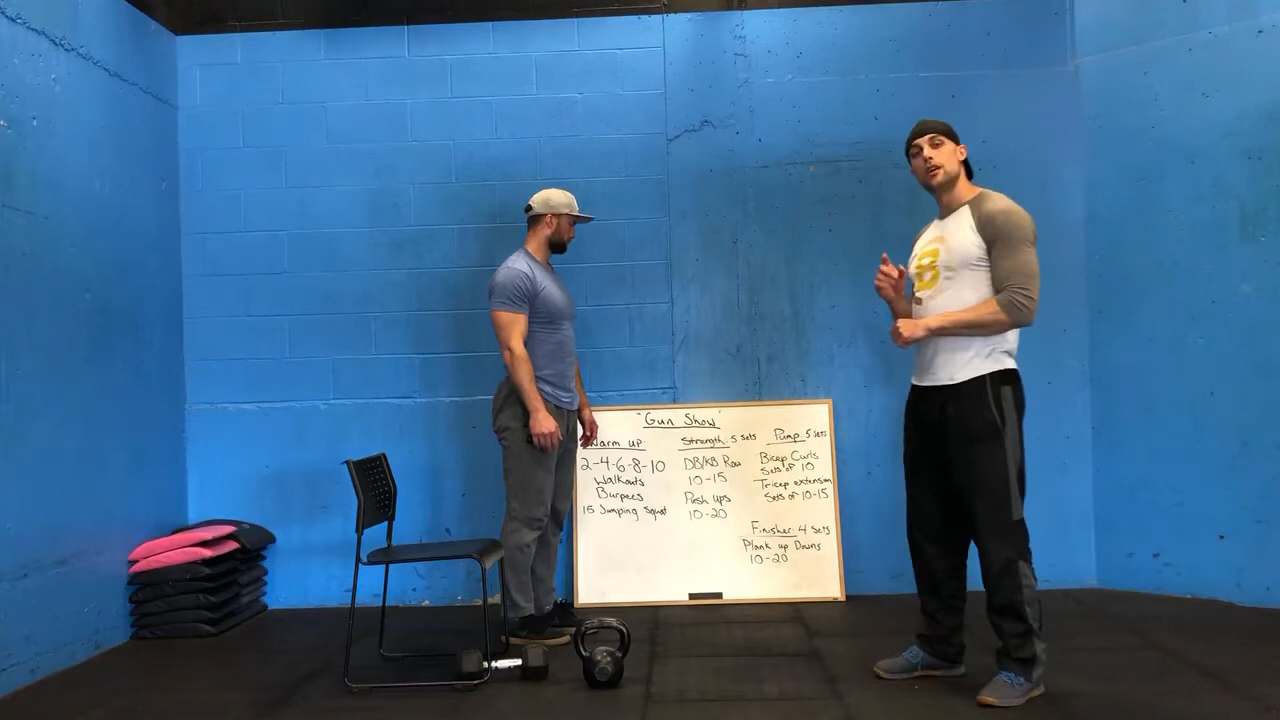 "Gun Show"
Warm up:
2-4-6-8-10
Walkouts
Burpees
15 Jumping Squat
Strength: 5 sets
DB/KB Row
10-15
Push ups
10-20
Pump 5 sets
Bicep Curls
Sets of 10
Tricep extension
Sets of 10-15
Finisher: 4 sets
Plank up Downs
10-20
B